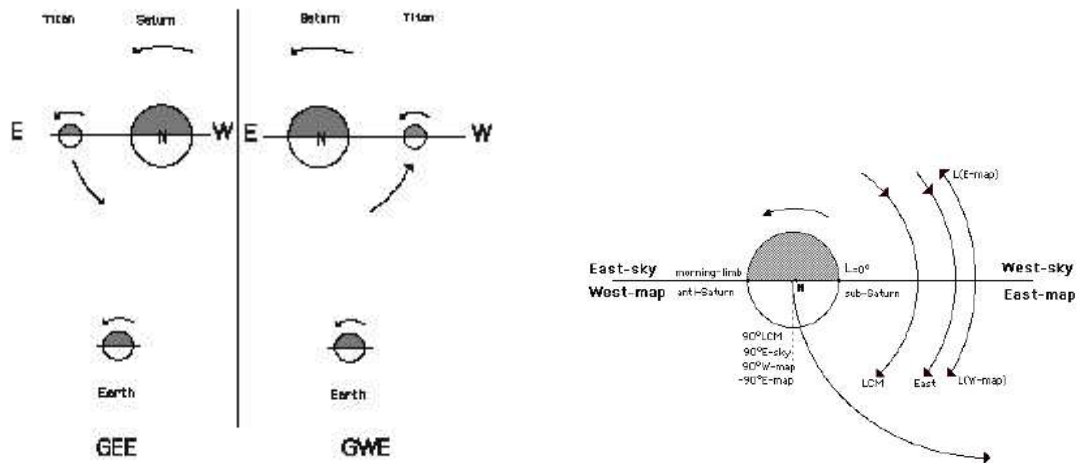 Titan Saturn
Saturn Titan
E N W
E N W
Earth
Earth
GEE
GWE
L(E-map)
East-sky morning-limb L=0° West-sky
West-map anti-Saturn N sub-Saturn East-map
90°LCM
90°E-sky
90°W-map
-90°E-map
LCM East L(W-map)